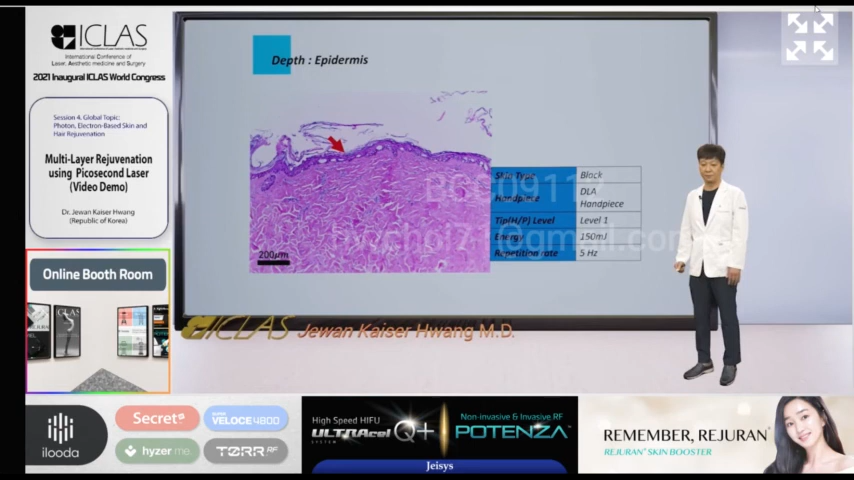 ICLAS
International Conference of
Laser, Aesthetic medicine and Surgery
2021 Inaugural ICLAS World Congress
Session 4. Global Topic:
Photon, Electron-Based Skin and
Hair Rejuvenation
Multi-Layer Rejuvenation
using Picosecond Laser
(Video Demo)
Dr. Jewan Kaiser Hwang
(Republic of Korea)
Online Booth Room
Depth : Epidermis
200μm
Skin Type Black
Handpiece DLA
Handpiece
Tip(H/P) Level Level 1
Energy 150mJ
Repetition rate 5 Hz
ICLAS Jewan Kaiser Hwang M.D.
ilooda
Secret
VELOCE 4800
hyzer me.
TORR RF
High Speed HIFU
ULTRAcel Q+
SYSTEM
Non-invasive & Invasive RF
POTENZA
Jeisys
REMEMBER, REJURAN
REJURAN SKIN BOOSTER